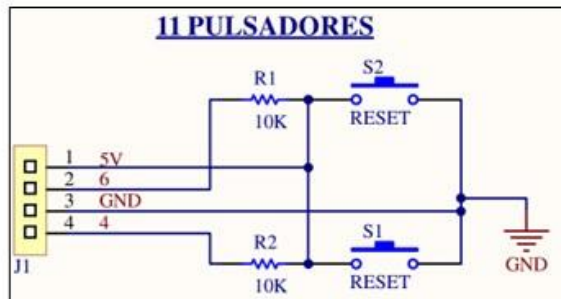 11 PULSADORES
R1
10K
S2
RESET
1 5V
2 6
3 GND
4 4
J1
R2
10K
S1
RESET
GND